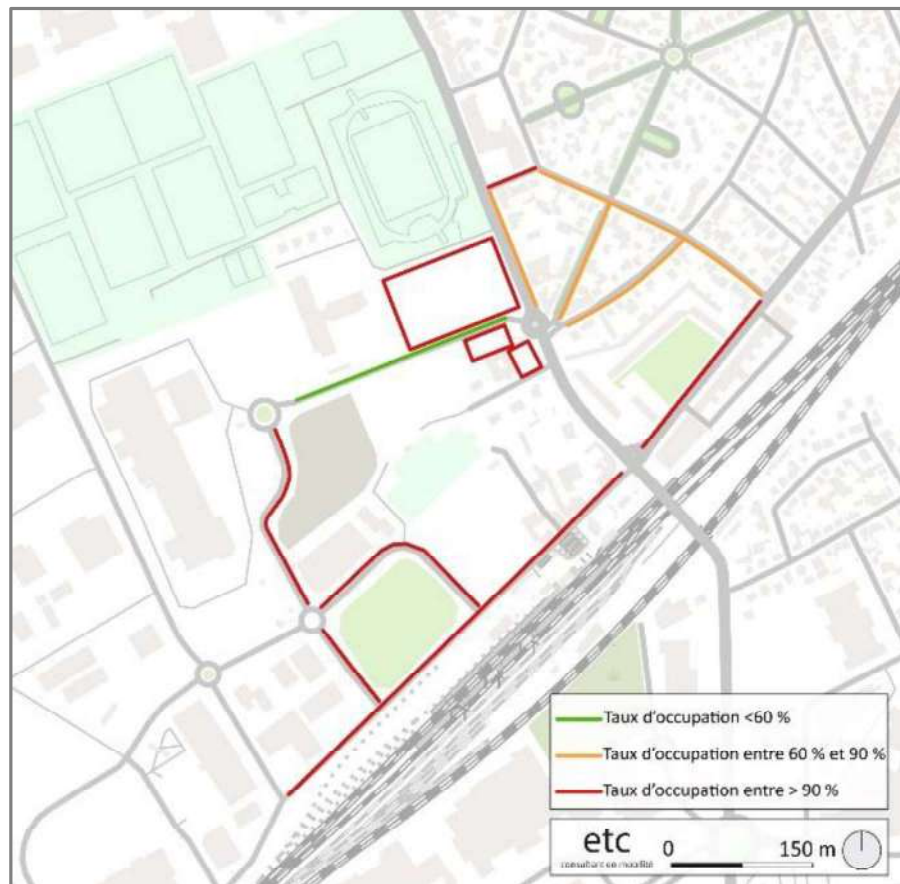 Taux d'occupation <60 %
Taux d'occupation entre 60 % et 90 %
Taux d'occupation entre > 90 %
etc
consultant en mobilité
0 150 m